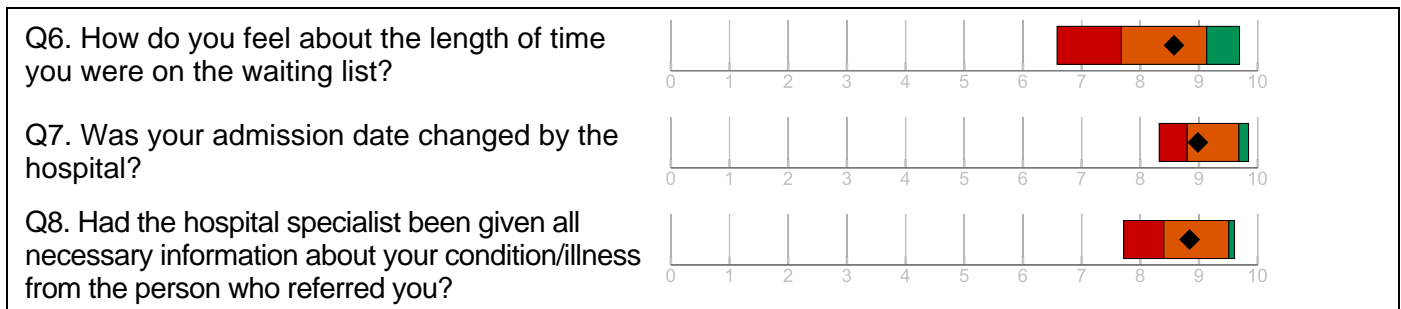 Q6. How do you feel about the length of time
you were on the waiting list?
0 1 2 3 4 5 6 7 8 9 10
Q7. Was your admission date changed by the
hospital?
0 1 2 3 4 5 6 7 8 9 10
Q8. Had the hospital specialist been given all
necessary information about your condition/illness
from the person who referred you?
0 1 2 3 4 5 6 7 8 9 10